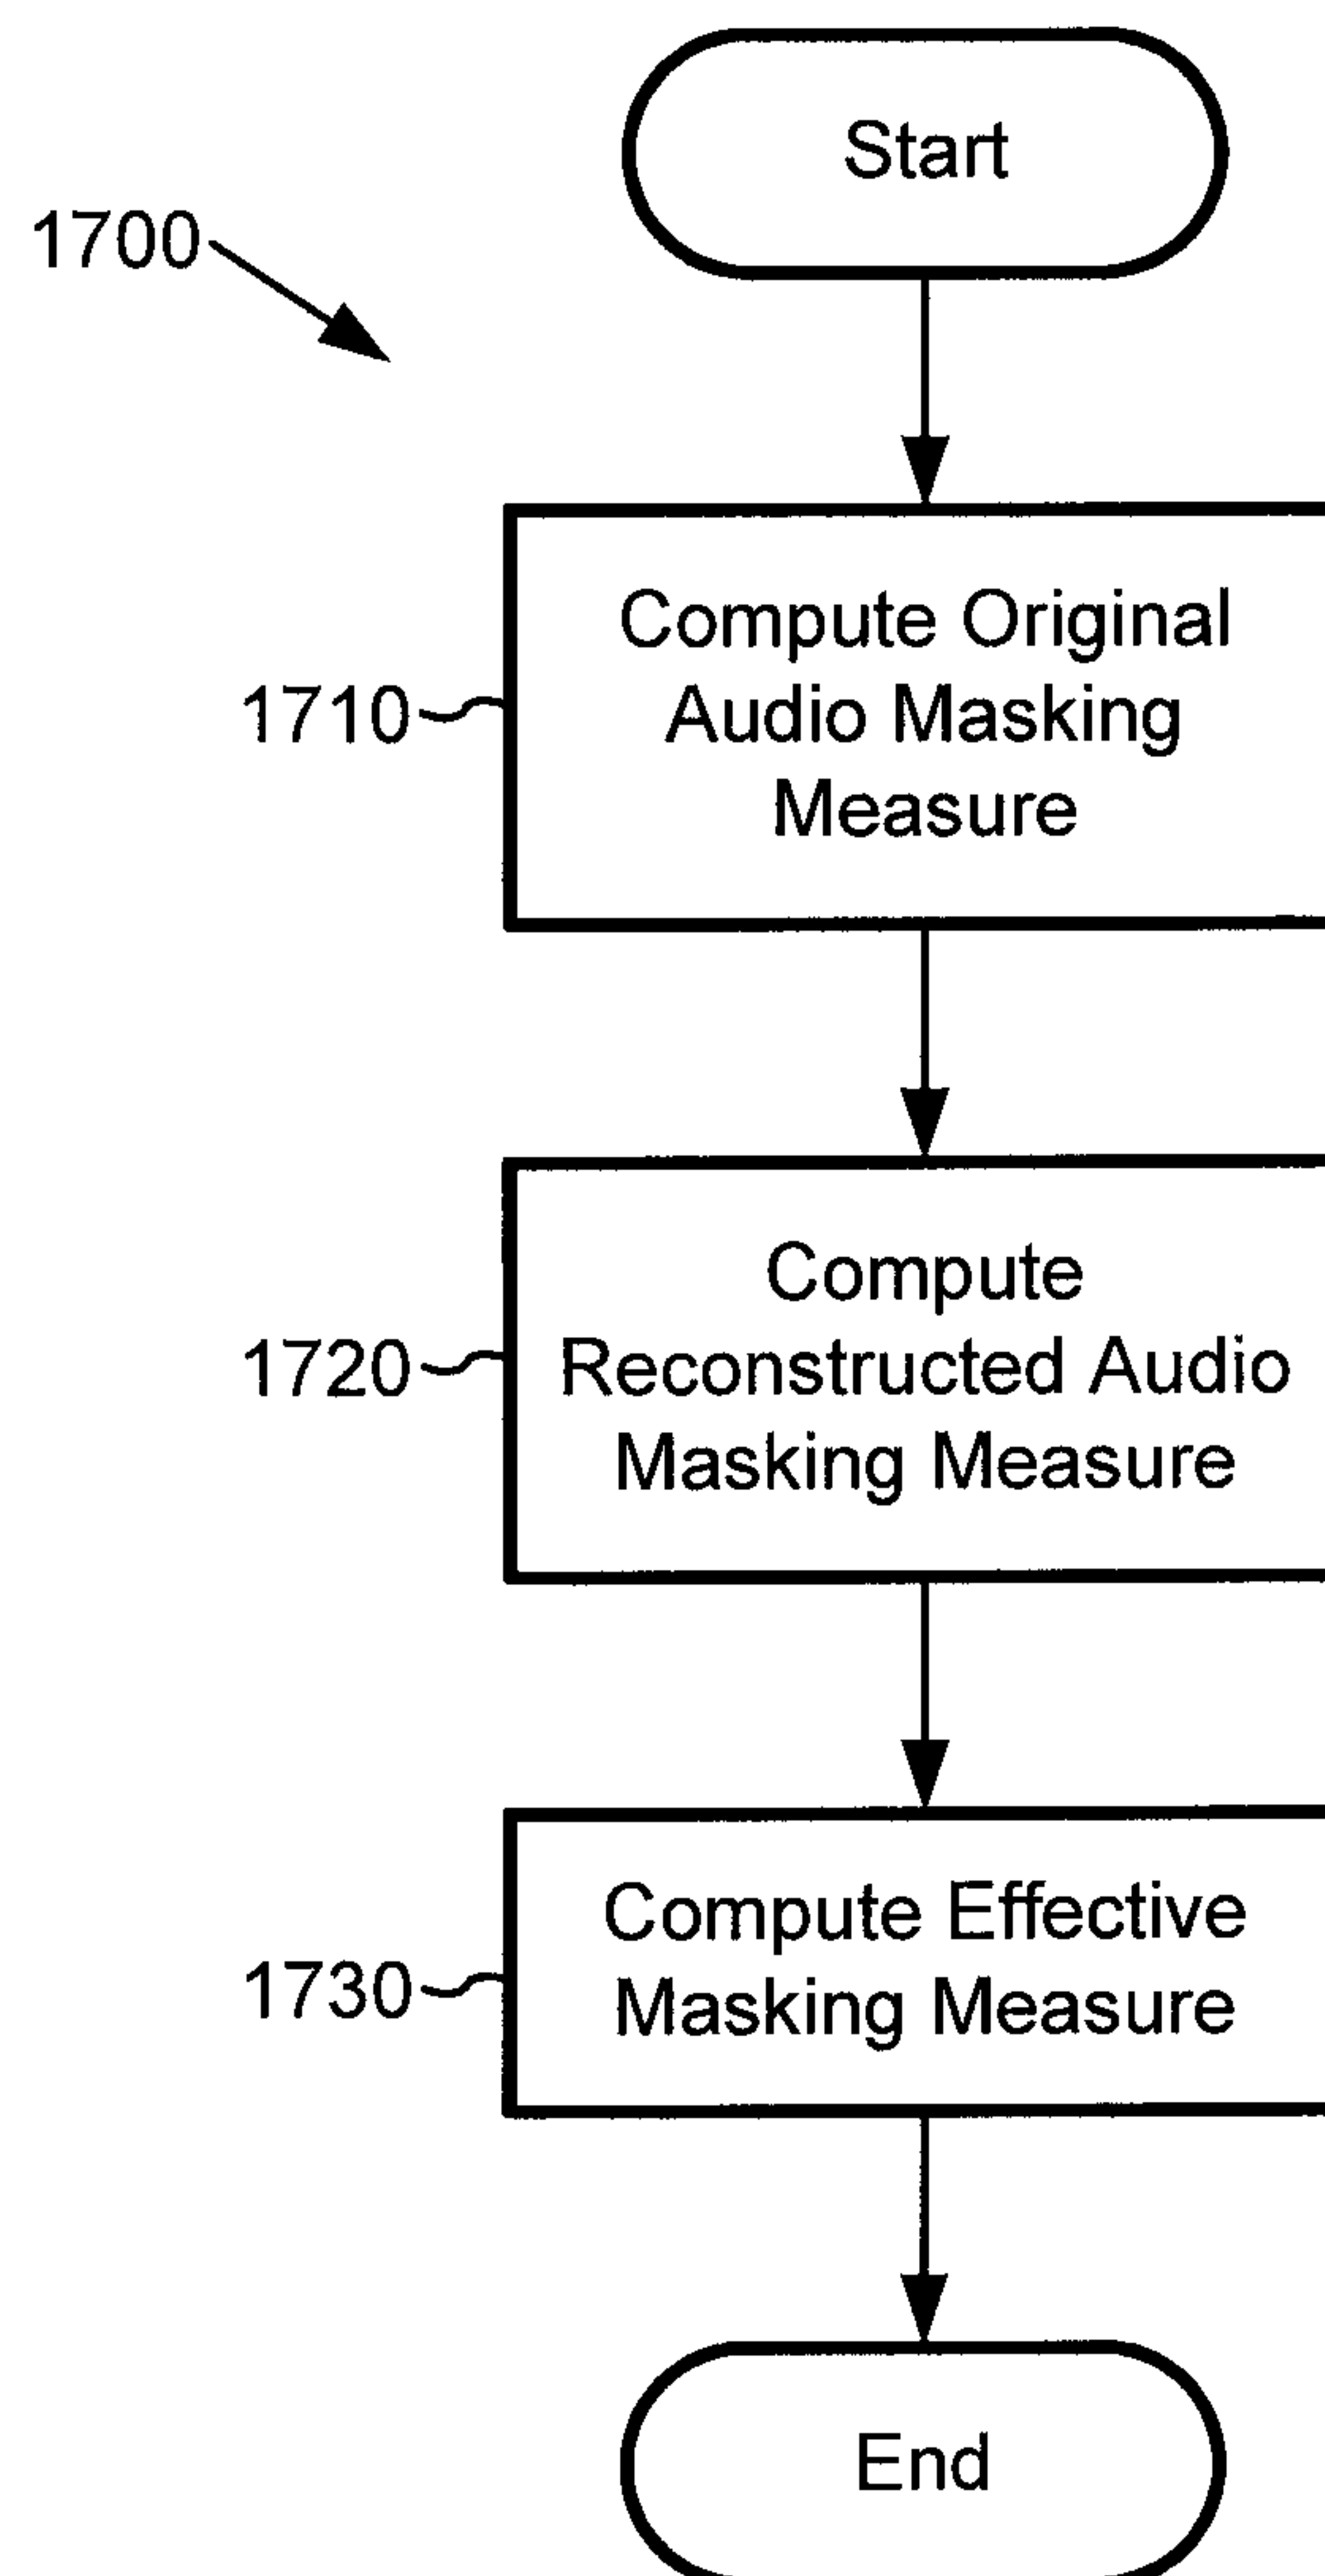 Start
1700
Compute Original
Audio Masking
Measure
1710
Compute
Reconstructed Audio
Masking Measure
1720
Compute Effective
Masking Measure
1730
End